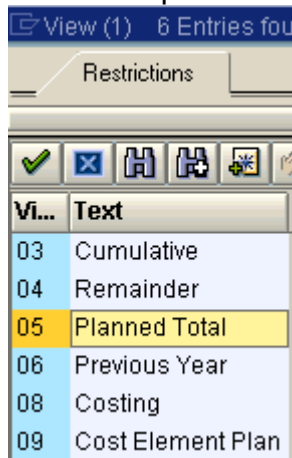 View (1) 6 Entries fou
Restrictions
Vi... Text
03 Cumulative
04 Remainder
05 Planned Total
06 Previous Year
08 Costing
09 Cost Element Plan